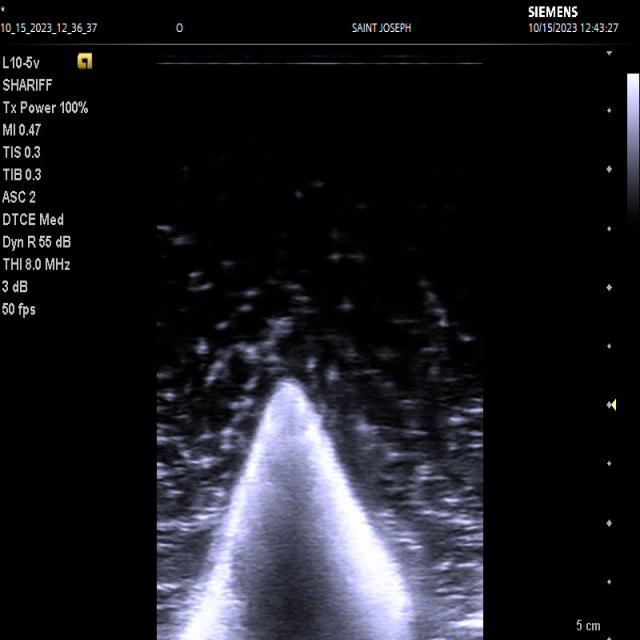 SIEMENS
10_15_2023_12_36_37 O SAINT JOSEPH 10/15/2023 12:43:27
L10-5v
SHARIFF
Tx Power 100%
MI 0.47
TIS 0.3
TIB 0.3
ASC 2
DTCE Med
Dyn R 55 dB
THI 8.0 MHz
3 dB
50 fps
5 cm